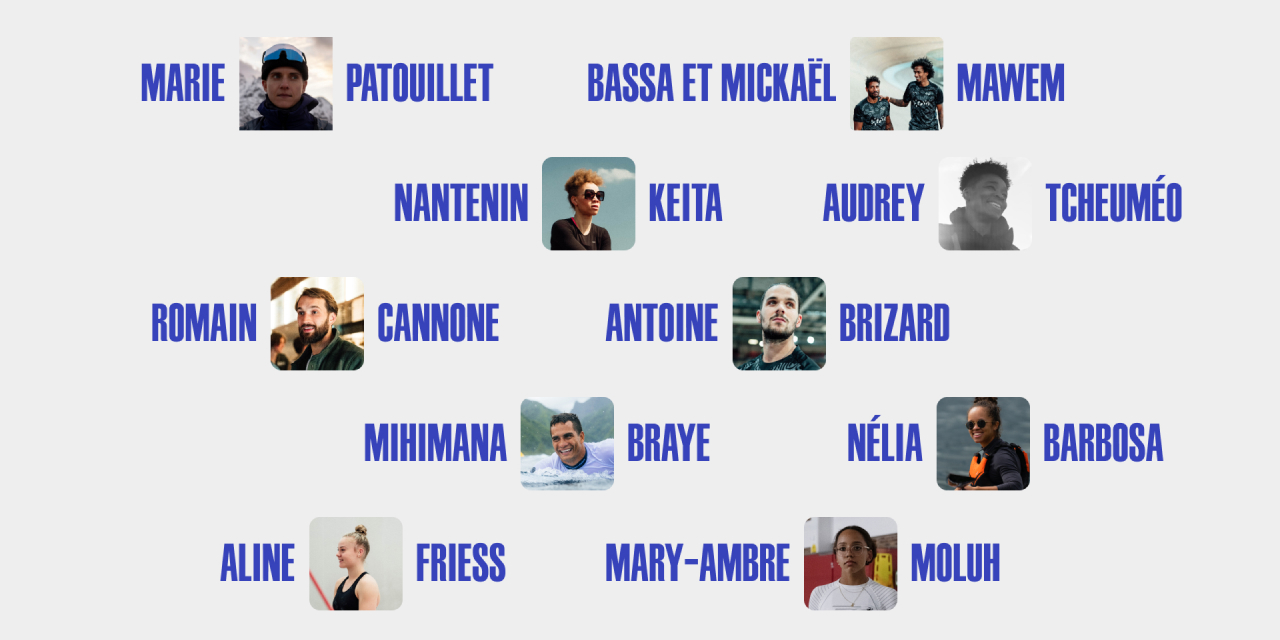 MARIE PATOUILLET BASSA ET MICKAËL MAWEM
NANTENIN KEITA AUDREY TCHEUMÉO
ROMAIN CANNONE ANTOINE BRIZARD
MIHIMANA BRAYE NÉLIA BARBOSA
ALINE FRIESS MARY-AMBRE MOLUH